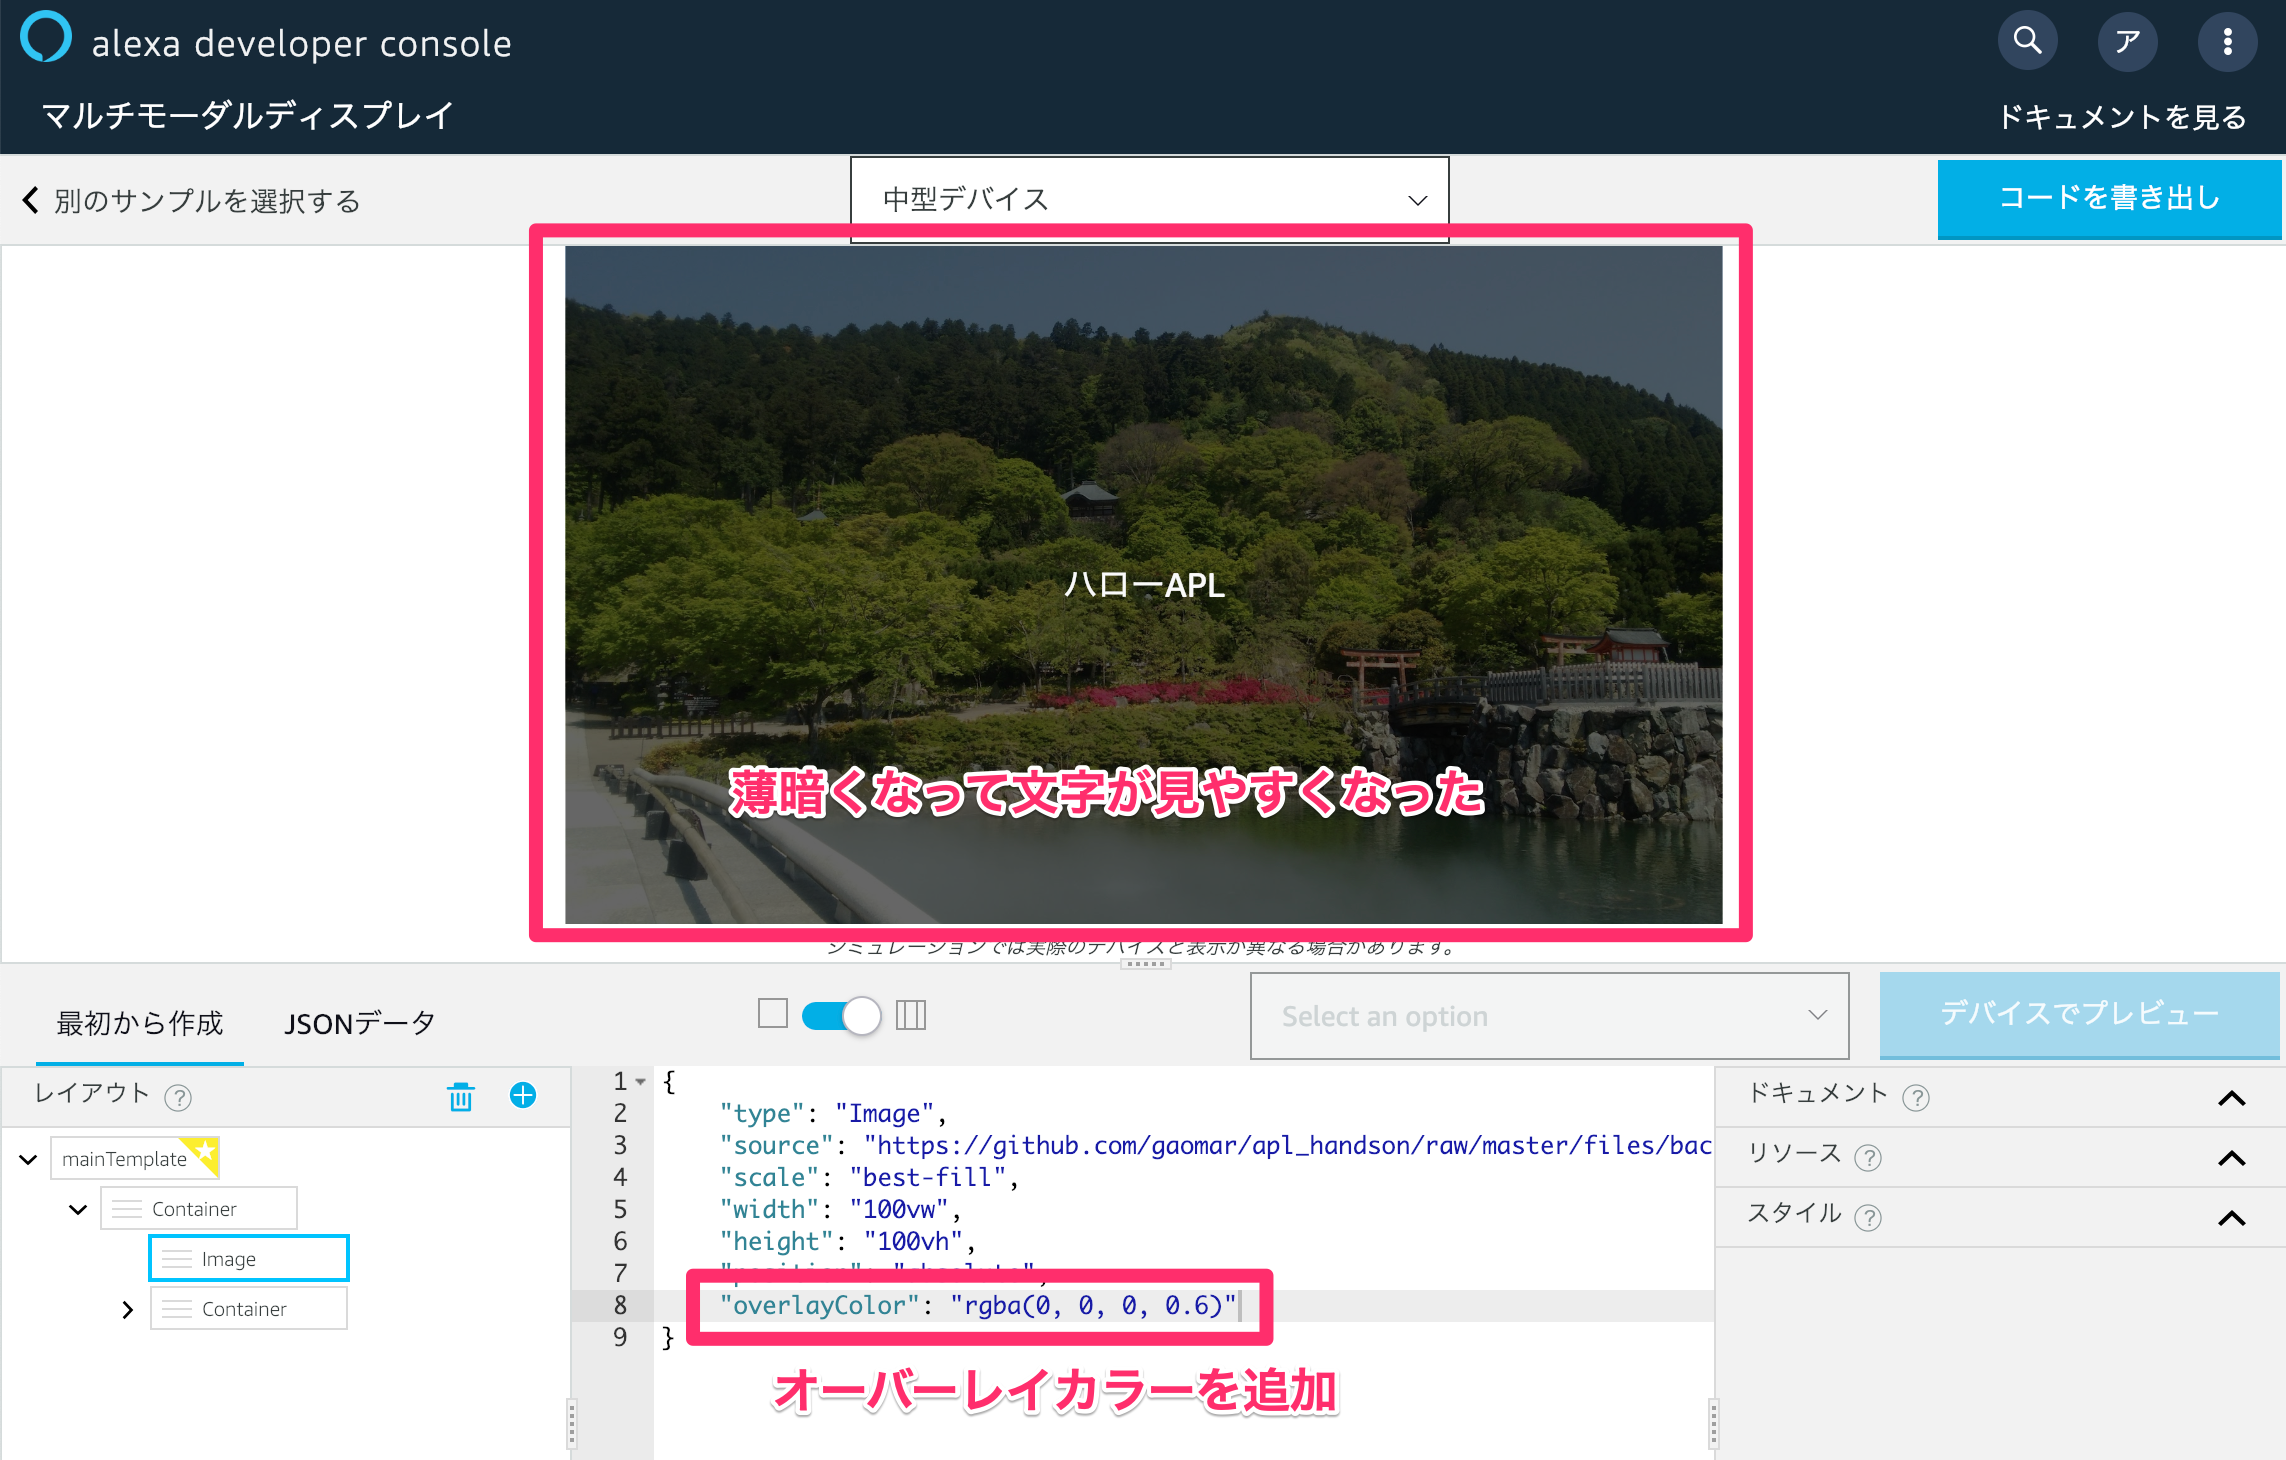 alexa developer console
ア
マルチモーダルディスプレイ
ドキュメントを見る
別のサンプルを選択する
中型デバイス
コードを書き出し
ハローAPL
薄暗くなって文字が見やすくなった
シミュレーションでは実際のデバイスと表示が異なる場合があります。
最初から作成
JSONデータ
Select an option
デバイスでプレビュー
レイアウト ?
mainTemplate
Container
Image
Container
1 {
2 "type": "Image",
3 "source": "https://github.com/gaomar/apl_handson/raw/master/files/bac
4 "scale": "best-fill",
5 "width": "100vw",
6 "height": "100vh",
7 "position": "absolute",
8 "overlayColor": "rgba(0, 0, 0, 0.6)"
9 }
オーバーレイカラーを追加
ドキュメント ?
リソース ?
スタイル ?